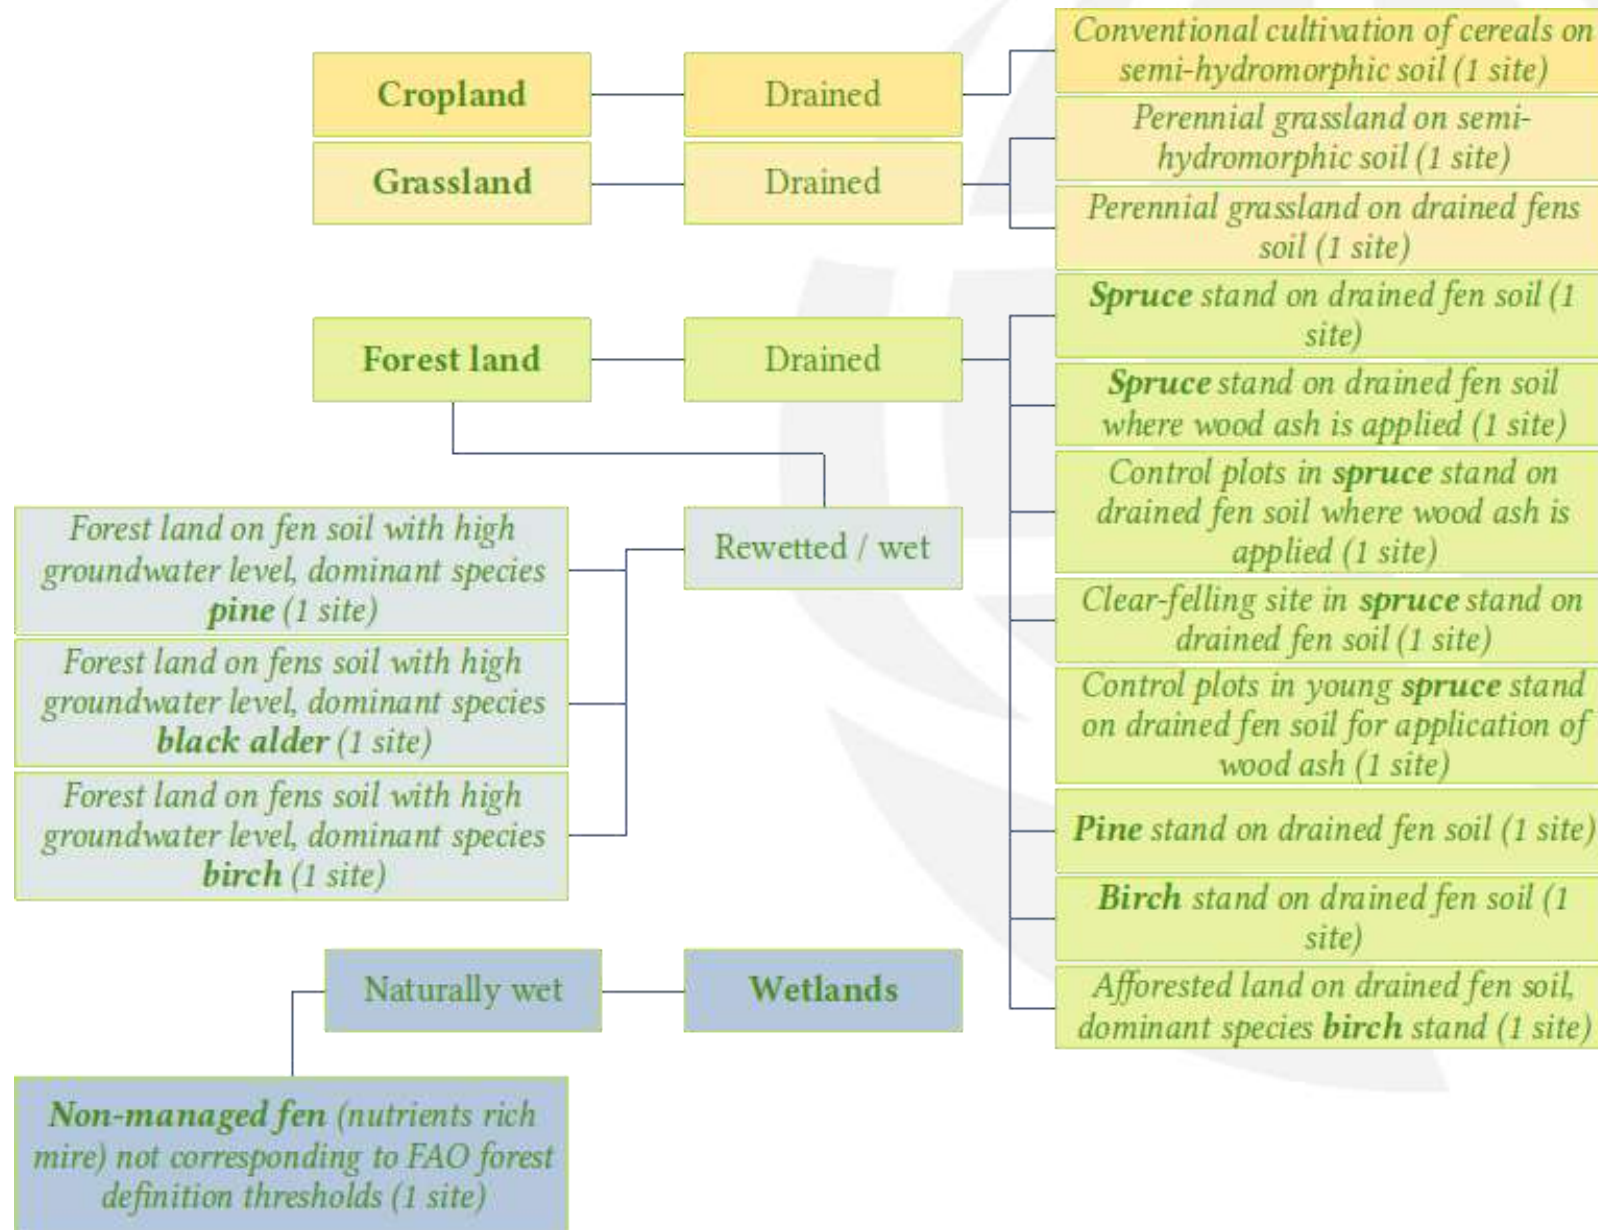 Cropland
Drained
Conventional cultivation of cereals on
semi-hydromorphic soil (1 site)
Grassland
Drained
Perennial grassland on semi-
hydromorphic soil (1 site)
Perennial grassland on drained fens
soil (1 site)
Forest land
Drained
Spruce stand on drained fen soil (1
site)
Spruce stand on drained fen soil
where wood ash is applied (1 site)
Control plots in spruce stand on
drained fen soil where wood ash is
applied (1 site)
Clear-felling site in spruce stand on
drained fen soil (1 site)
Control plots in young spruce stand
on drained fen soil for application of
wood ash (1 site)
Pine stand on drained fen soil (1 site)
Birch stand on drained fen soil (1
site)
Afforested land on drained fen soil,
dominant species birch stand (1 site)
Rewetted / wet
Forest land on fen soil with high
groundwater level, dominant species
pine (1 site)
Forest land on fens soil with high
groundwater level, dominant species
black alder (1 site)
Forest land on fens soil with high
groundwater level, dominant species
birch (1 site)
Naturally wet
Wetlands
Non-managed fen (nutrients rich
mire) not corresponding to FAO forest
definition thresholds (1 site)